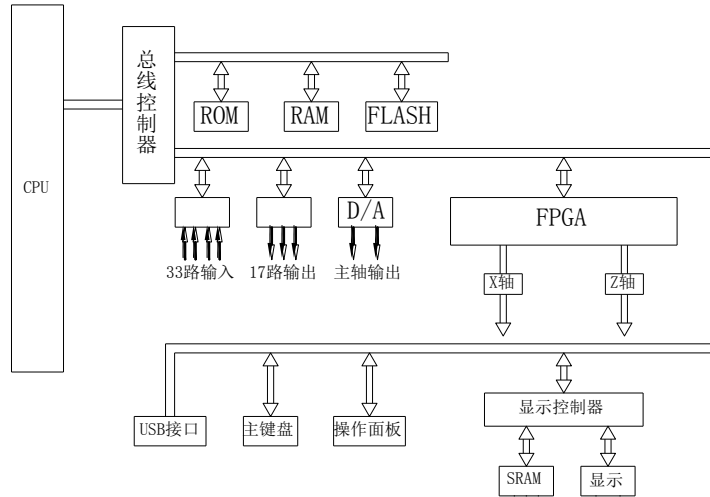 CPU
总线控制器
ROM
RAM
FLASH
D/A
FPGA
33路输入
17路输出
主轴输出
X轴
Z轴
USB接口
主键盘
操作面板
显示控制器
SRAM
显示